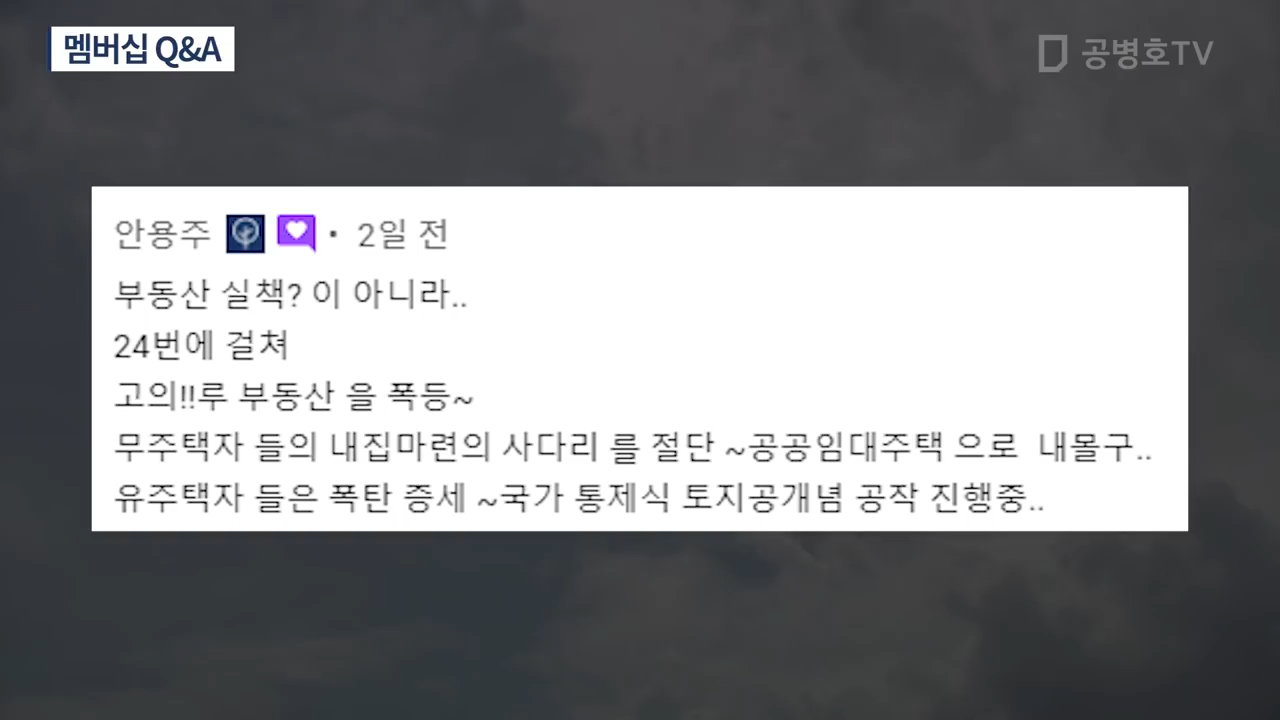 멤버십 Q&A
공병호TV
안용주 • 2일 전
부동산 실책? 이 아니라..
24번에 걸쳐
고의!!루 부동산 을 폭등~
무주택자 들의 내집마련의 사다리 를 절단 ~공공임대주택 으로 내몰구..
유주택자 들은 폭탄 증세 ~국가 통제식 토지공개념 공작 진행중..